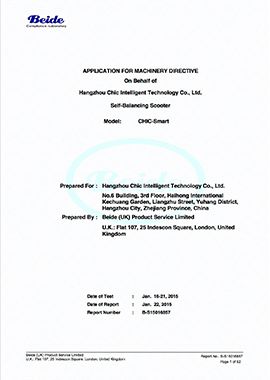 Beide
Compliance Laboratory
APPLICATION FOR MACHINERY DIRECTIVE
On Behalf of
Hangzhou Chic Intelligent Technology Co., Ltd.
Self-Balancing Scooter
Model: CHIC-Smart
Prepared For : Hangzhou Chic Intelligent Technology Co., Ltd.
No.6 Building, 3rd Floor, Haihong International
Kechuang Garden, Liangzhu Street, Yuhang District,
Hangzhou City, Zhejiang Province, China
Prepared By : Beide (UK) Product Service Limited
U.K.: Flat 107, 25 Indescon Square, London, United
Kingdom
Date of Test : Jan. 16-21, 2015
Date of Report : Jan. 22, 2015
Report Number : B-S15016857
Beide (UK) Product Service Limited Report No.: B-S15016857
U.K.: Flat 107, 25 Indescon Square, London, United Kingdom Page 1 of 62